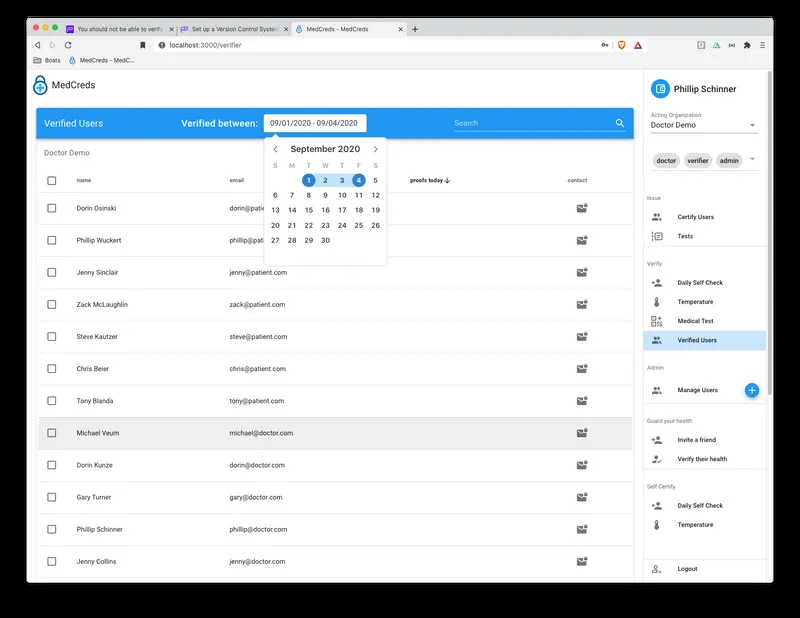 You should not be able to verify
Set up a Version Control System
MedCreds - MedCreds
localhost:3000/verifier
Boats
MedCreds - MedC...
MedCreds
Verified Users
Verified between:
09/01/2020 - 09/04/2020
Search
Doctor Demo
September 2020
S M T W T F S
1 2 3 4 5
6 7 8 9 10 11 12
13 14 15 16 17 18 19
20 21 22 23 24 25 26
27 28 29 30
name email proofs today contact
Dorin Osinski dorin@patie
Phillip Wuckert phillip@pati
Jenny Sinclair jenny@patient.com
Zack McLaughlin zack@patient.com
Steve Kautzer steve@patient.com
Chris Beier chris@patient.com
Tony Blanda tony@patient.com
Michael Veum michael@doctor.com
Dorin Kunze dorin@doctor.com
Gary Turner gary@doctor.com
Phillip Schinner phillip@doctor.com
Jenny Collins jenny@doctor.com
Phillip Schinner
Acting Organization
Doctor Demo
doctor verifier admin
Issue
Certify Users
Tests
Verify
Daily Self Check
Temperature
Medical Test
Verified Users
Admin
Manage Users
Guard your health
Invite a friend
Verify their health
Self Certify
Daily Self Check
Temperature
Logout